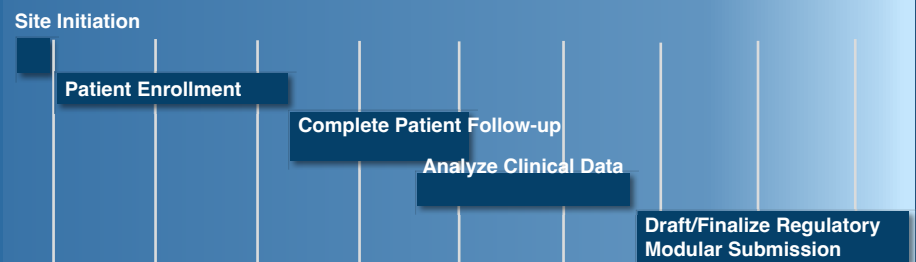 Site Initiation
Patient Enrollment
Complete Patient Follow-up
Analyze Clinical Data
Draft/Finalize Regulatory
Modular Submission